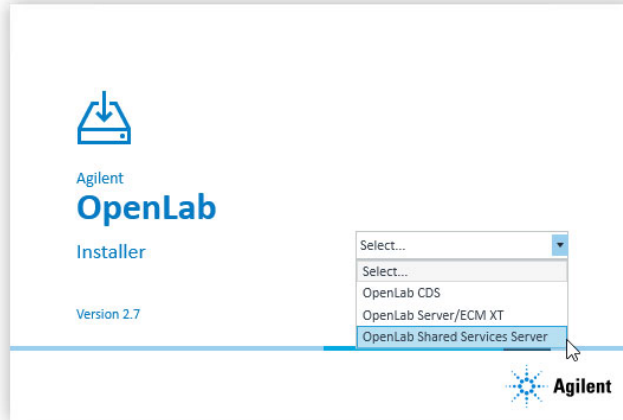 Agilent
OpenLab
Installer
Version 2.7
Select...
Select...
OpenLab CDS
OpenLab Server/ECM XT
OpenLab Shared Services Server
Agilent